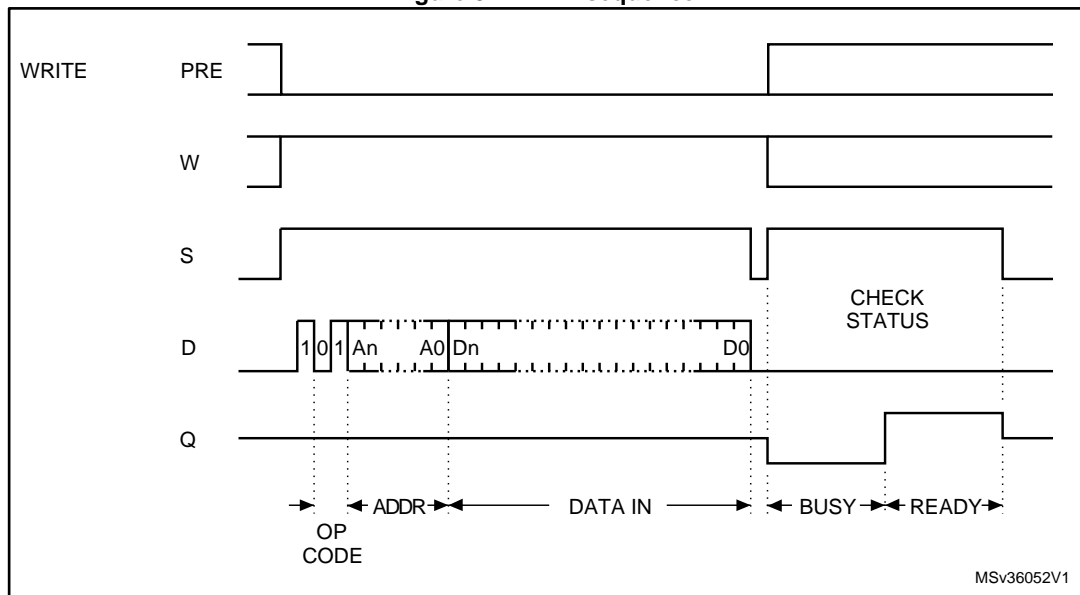 WRITE PRE
W
S
CHECK
STATUS
D 1 0 1 An A0 Dn D0
Q
ADDR DATA IN BUSY READY
OP
CODE
MSv36052V1